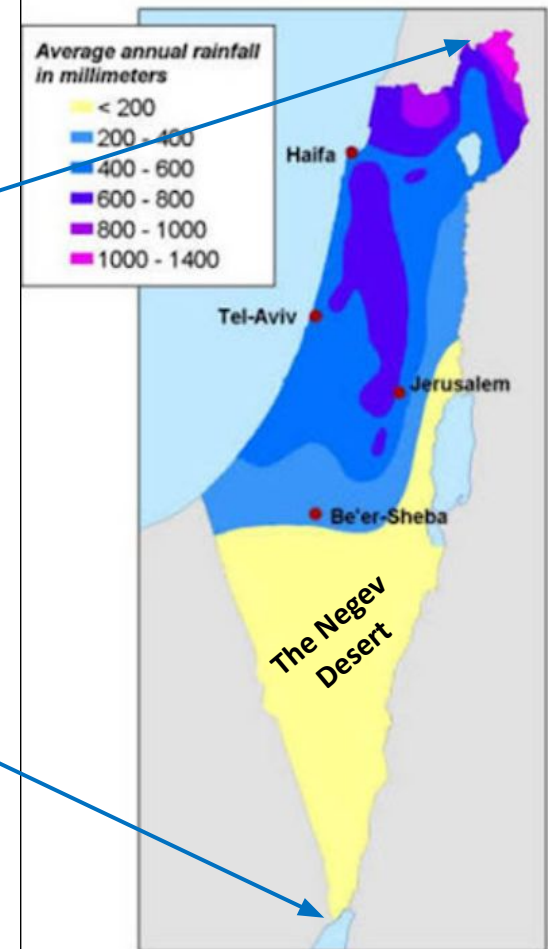 Average annual rainfall
in millimeters
< 200
200 - 400
400 - 600
600 - 800
800 - 1000
1000 - 1400
Haifa
Tel-Aviv
Jerusalem
Be'er-Sheba
The Negev
Desert